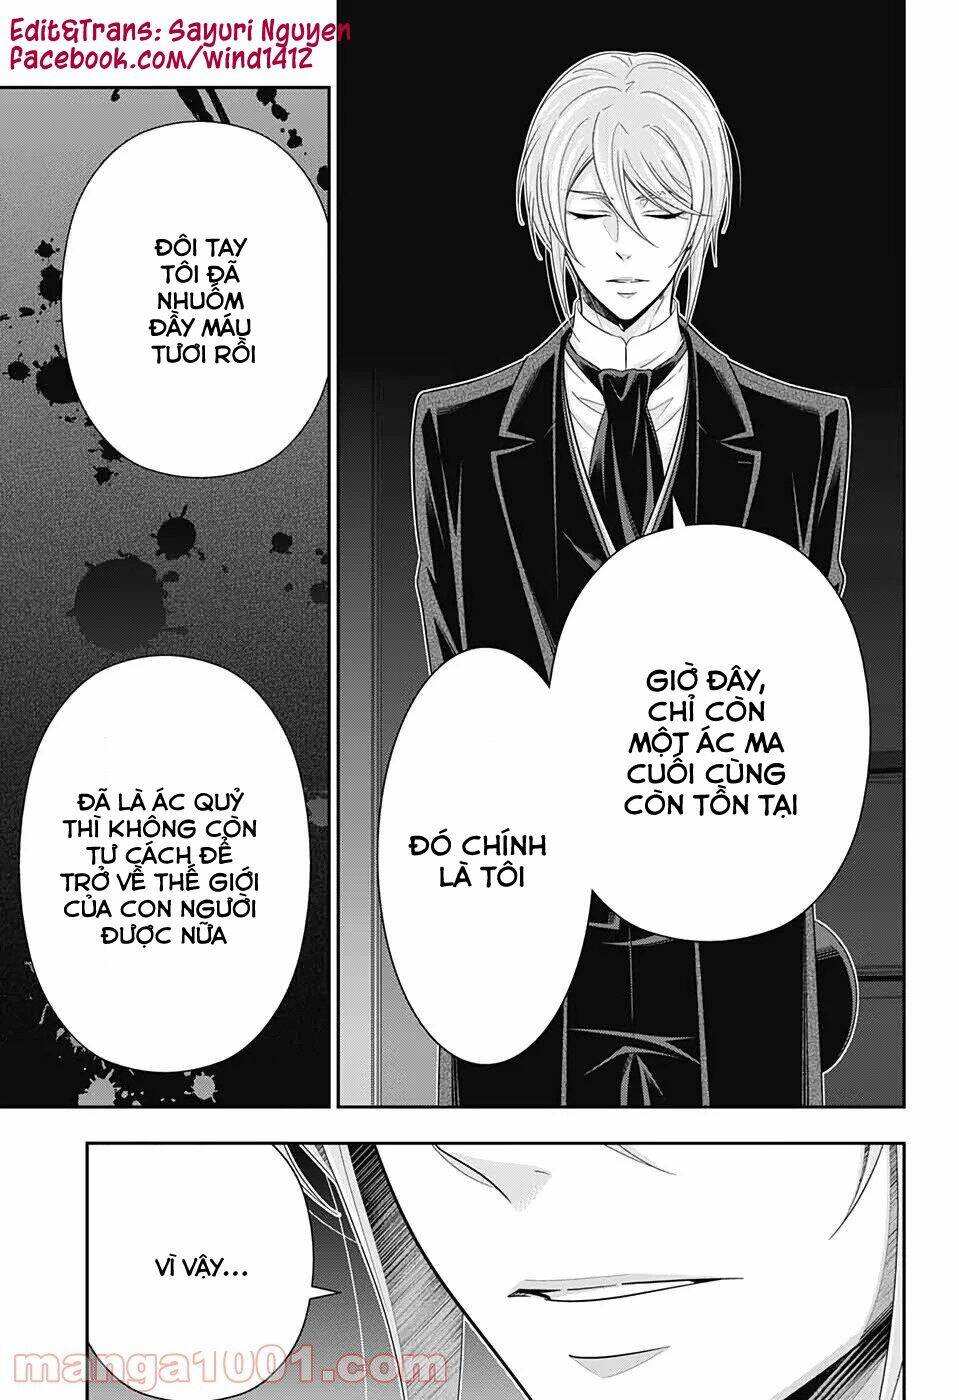 Edit&Trans: Sayuri Nguyen
Facebook.com/wind1412
GIỜ ĐÂY,
CHỈ CÒN
MỘT ÁC MA
CUỐI CÙNG
CÒN TỒN TẠI
ĐÓ CHÍNH
LÀ TÔI
ĐÔI TAY
TÔI ĐÃ
NHUỐM
ĐẦY MÁU
TƯƠI RỒI
ĐÃ LÀ ÁC QUỶ
THÌ KHÔNG CÒN
TƯ CÁCH ĐỂ
TRỞ VỀ THẾ GIỚI
CỦA CON NGƯỜI
ĐƯỢC NỮA
VÌ VẬY...
manga1001.com